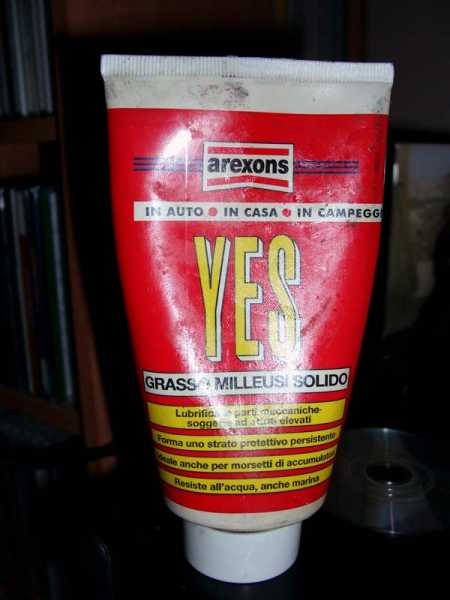 arexons
IN AUTO • IN CASA • IN CAMPEGGI
YES
GRASSO MILLEUSI SOLIDO
Lubrifica parti meccaniche
soggette ad attriti elevati
Forma uno strato protettivo persistente
Ideale anche per morsetti di accumulatori
Resiste all'acqua, anche marina